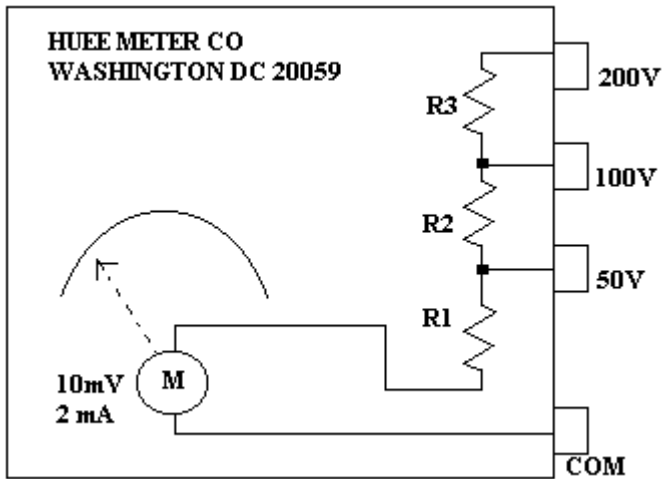 HUEE METER CO
WASHINGTON DC 20059
200V
R3
100V
R2
50V
R1
M
10mV
2 mA
COM